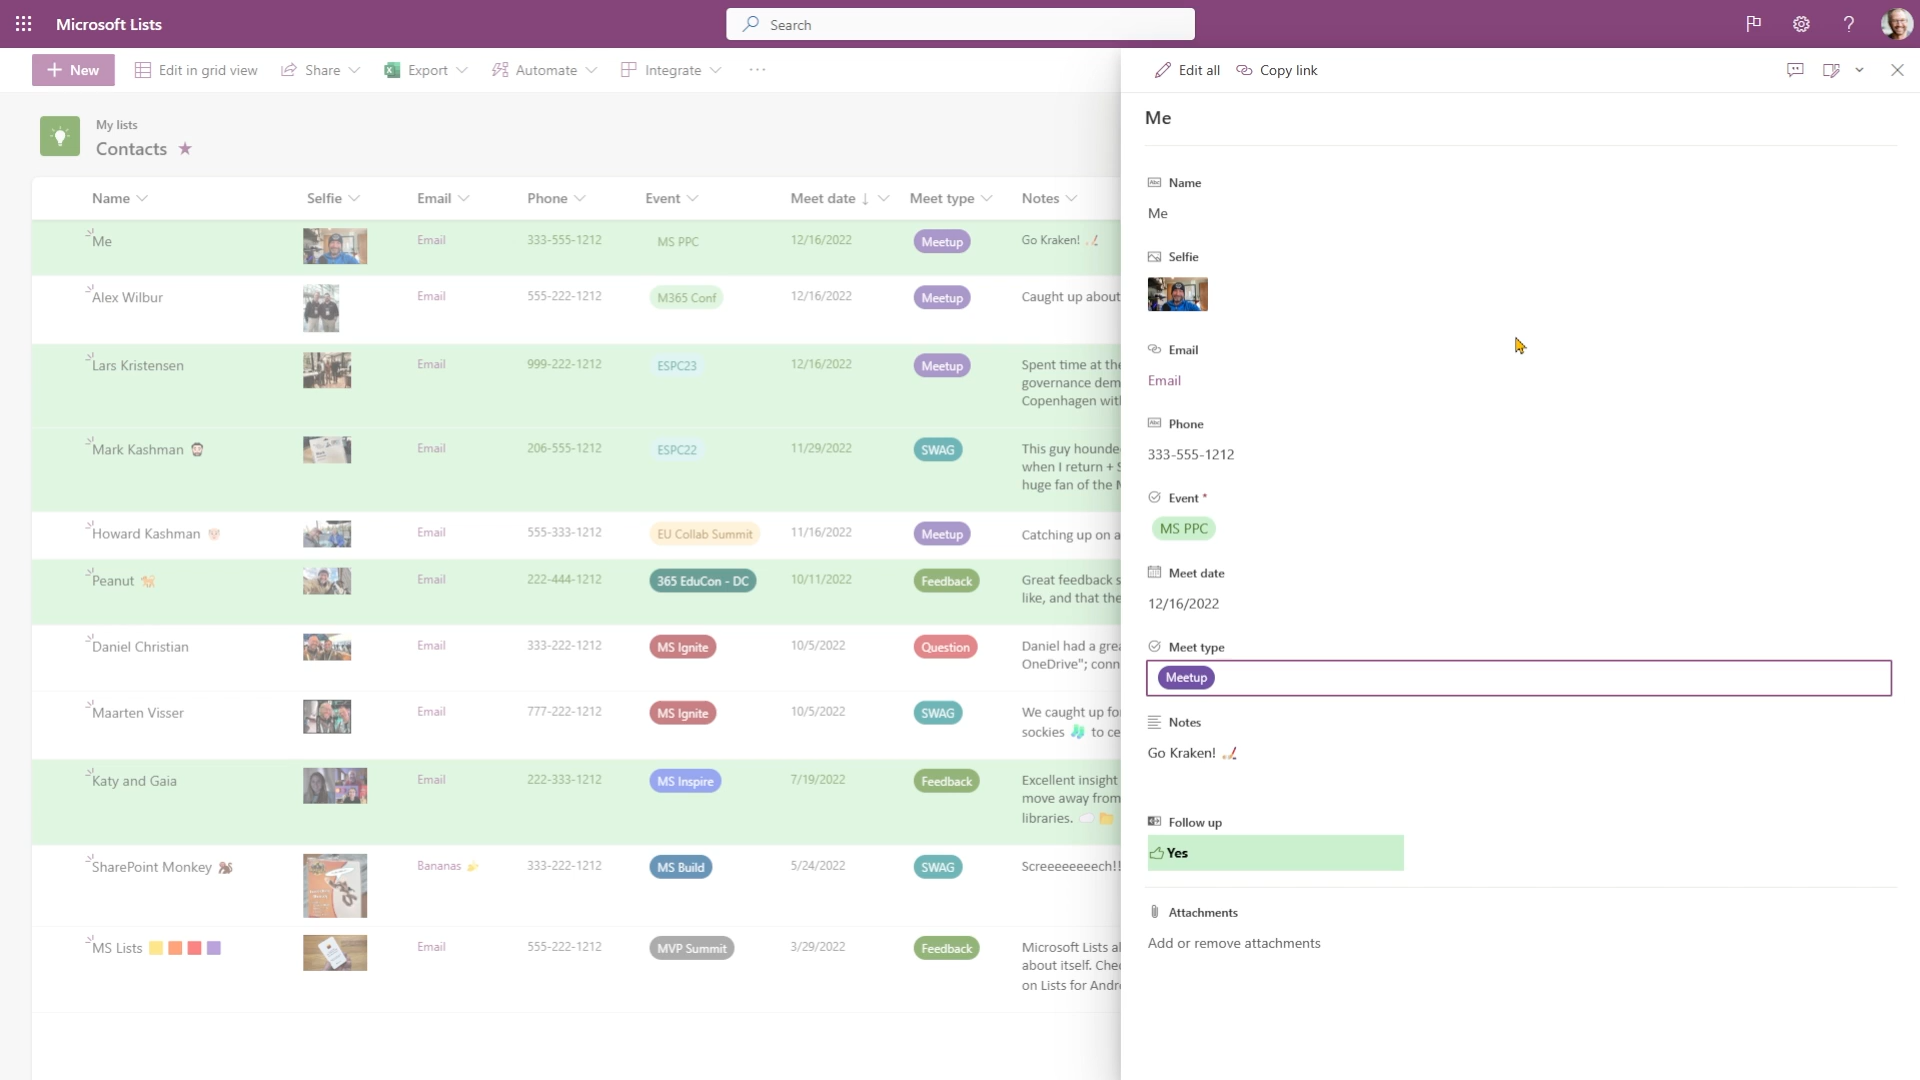 Microsoft Lists
Search
New
Edit in grid view
Share
Export
Automate
Integrate
Edit all
Copy link
My lists
Contacts
Name Selfie Email Phone Event Meet date Meet type Notes
Me Email 333-555-1212 MS PPC 12/16/2022 Meetup Go Kraken!
Alex Wilbur Email 555-222-1212 M365 Conf 12/16/2022 Meetup Caught up about
Lars Kristensen Email 999-222-1212 ESPC23 12/16/2022 Meetup Spent time at the
governance dem
Copenhagen with
Mark Kashman Email 206-555-1212 ESPC22 11/29/2022 SWAG This guy hounde
when I return + S
huge fan of the M
Howard Kashman Email 555-333-1212 EU Collab Summit 11/16/2022 Meetup Catching up on a
Peanut Email 222-444-1212 365 EduCon - DC 10/11/2022 Feedback Great feedback s
like, and that the
Daniel Christian Email 333-222-1212 MS Ignite 10/5/2022 Question Daniel had a grea
OneDrive"; conn
Maarten Visser Email 777-222-1212 MS Ignite 10/5/2022 SWAG We caught up fo
sockies to ce
Katy and Gaia Email 222-333-1212 MS Inspire 7/19/2022 Feedback Excellent insight
move away from
libraries.
SharePoint Monkey Bananas 333-222-1212 MS Build 5/24/2022 SWAG Screeeeeeeech!!
MS Lists Email 555-222-1212 MVP Summit 3/29/2022 Feedback Microsoft Lists al
about itself. Chec
on Lists for Andr
Me
Name
Me
Selfie
Email
Email
Phone
333-555-1212
Event *
MS PPC
Meet date
12/16/2022
Meet type
Meetup
Notes
Go Kraken!
Follow up
Yes
Attachments
Add or remove attachments